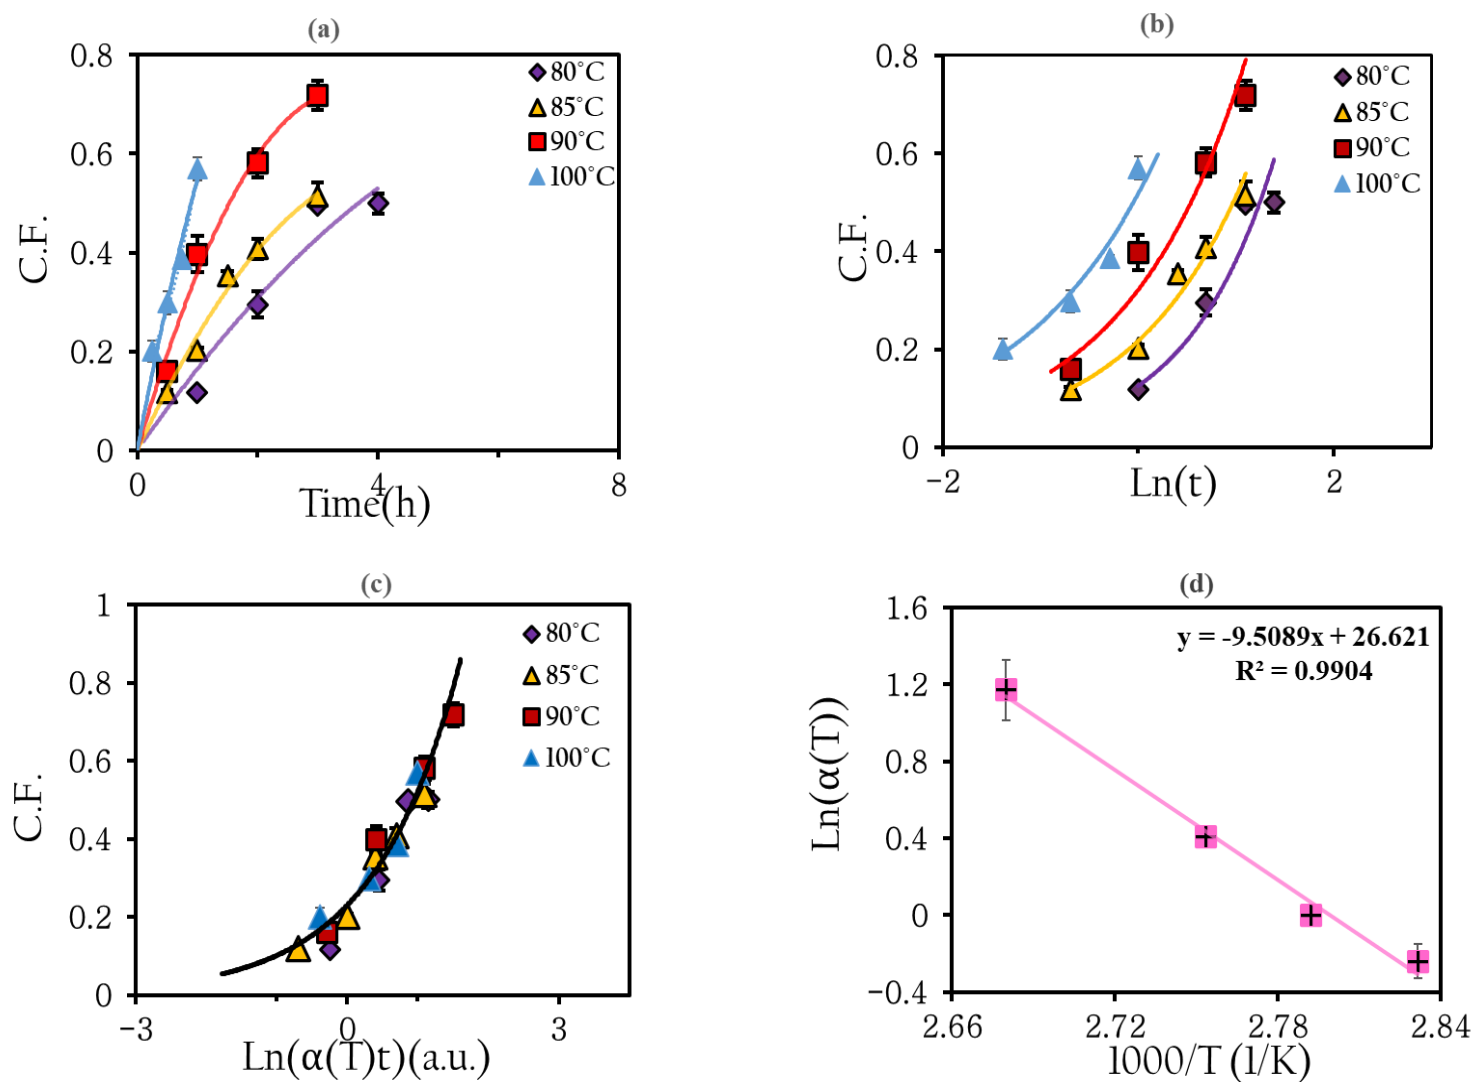 (a)
0.8
0.6
0.4
0.2
0
0
4
8
C.F.
Time(h)
80°C
85°C
90°C
100°C
(b)
0.8
0.6
0.4
0.2
0
−2
2
C.F.
Ln(t)
80°C
85°C
90°C
100°C
(c)
1
0.8
0.6
0.4
0.2
0
−3
0
3
C.F.
Ln(α(T)t)(a.u.)
80°C
85°C
90°C
100°C
(d)
1.6
1.2
0.8
0.4
0
−0.4
2.66
2.72
2.78
2.84
Ln(α(T))
1000/T (1/K)
y = -9.5089x + 26.621
R² = 0.9904